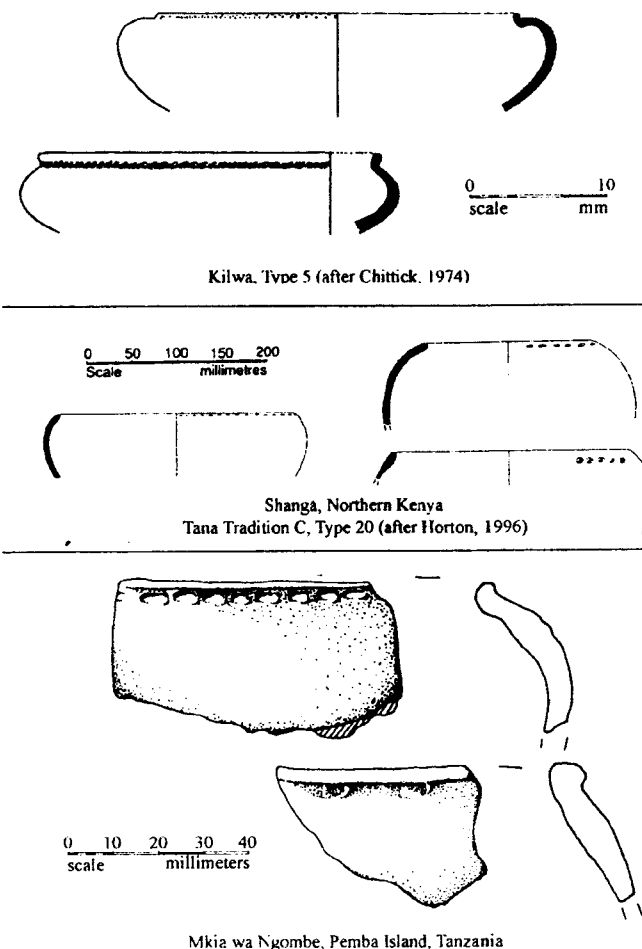 0 10
scale mm
Kilwa, Type 5 (after Chittick, 1974)
0 50 100 150 200
Scale millimetres
Shanga, Northern Kenya
Tana Tradition C, Type 20 (after Horton, 1996)
0 10 20 30 40
scale millimeters
Mkia wa Ngombe, Pemba Island, Tanzania